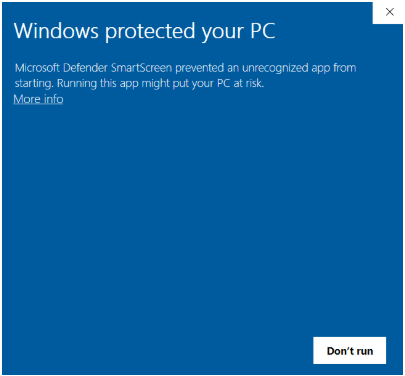 Windows protected your PC
Microsoft Defender SmartScreen prevented an unrecognized app from
starting. Running this app might put your PC at risk.
More info
Don't run